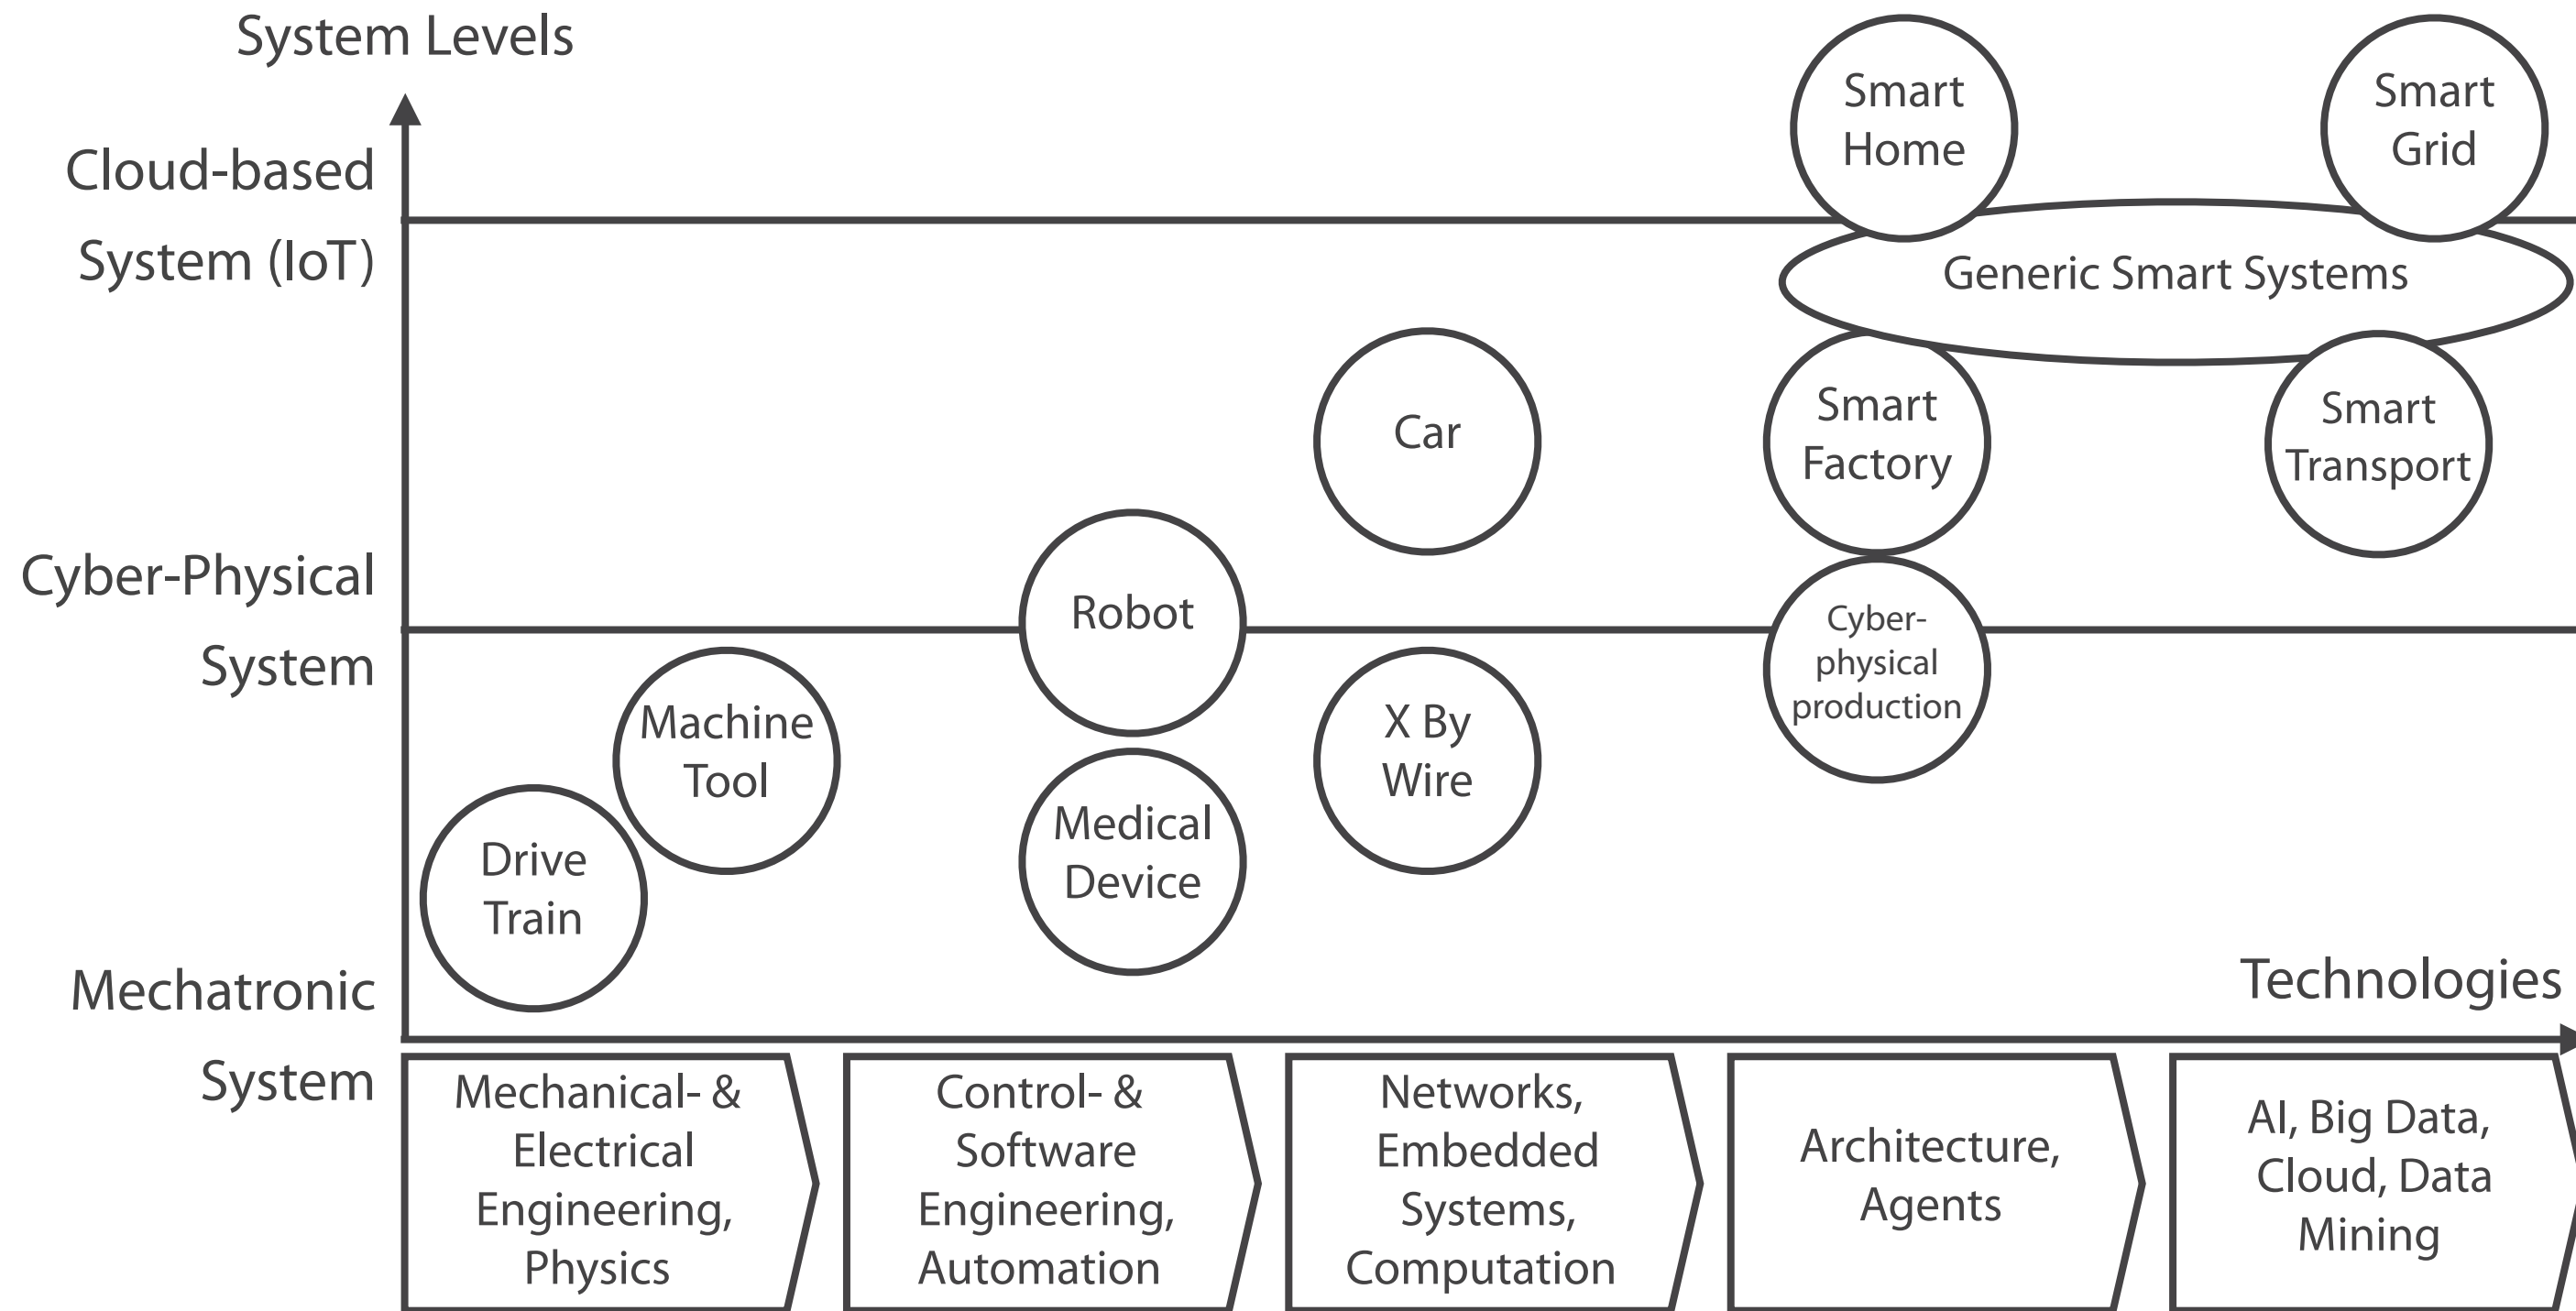 System Levels
Cloud-based
System (IoT)
Cyber-Physical
System
Mechatronic
System
Smart
Home
Smart
Grid
Generic Smart Systems
Car
Smart
Factory
Smart
Transport
Robot
Cyber-
physical
production
Machine
Tool
X By
Wire
Medical
Device
Drive
Train
Technologies
Mechanical- &
Electrical
Engineering,
Physics
Control- &
Software
Engineering,
Automation
Networks,
Embedded
Systems,
Computation
Architecture,
Agents
AI, Big Data,
Cloud, Data
Mining